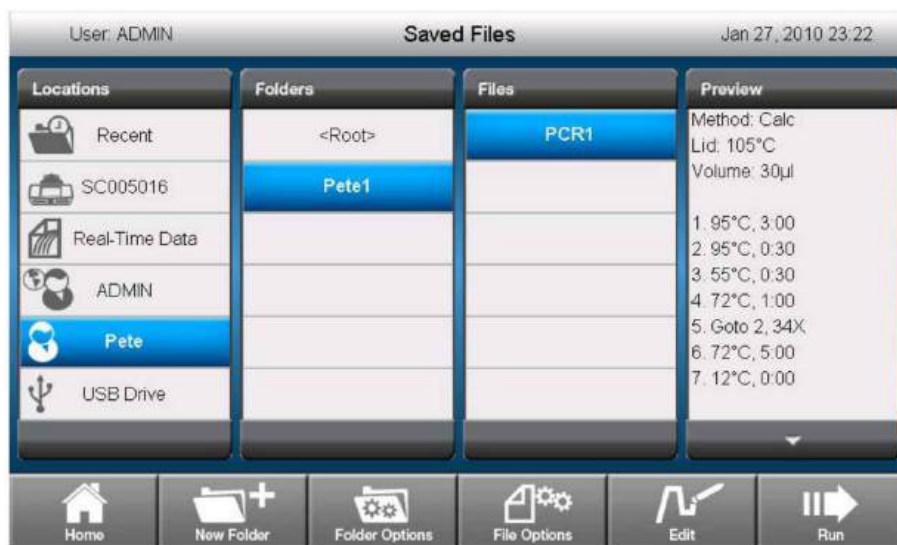 User: ADMIN
Saved Files
Jan 27, 2010 23:22
Locations
Recent
SC005016
Real-Time Data
ADMIN
Pete
USB Drive
Folders
<Root>
Pete1
Files
PCR1
Preview
Method: Calc
Lid: 105°C
Volume: 30µl
1. 95°C, 3:00
2. 95°C, 0:30
3. 55°C, 0:30
4. 72°C, 1:00
5. Goto 2, 34X
6. 72°C, 5:00
7. 12°C, 0:00
Home
New Folder
Folder Options
File Options
Edit
Run